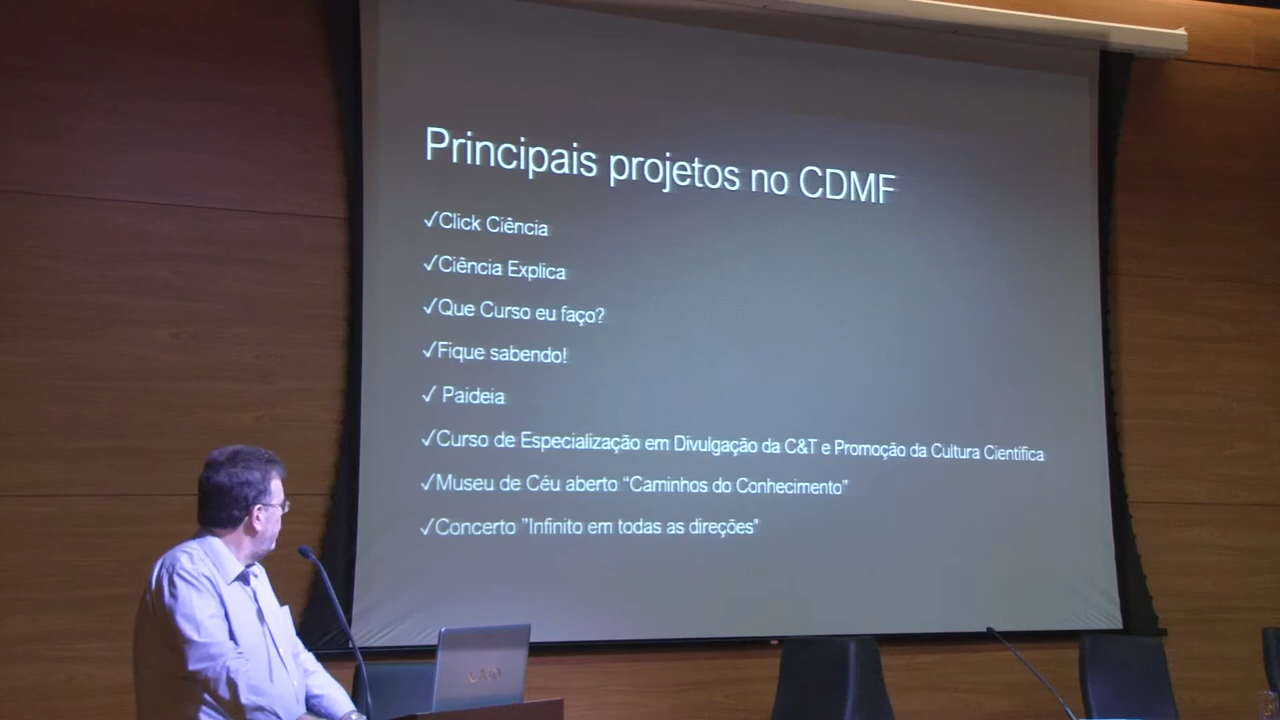 Principais projetos no CDMF
✓Click Ciência
✓Ciência Explica
✓Que Curso eu faço?
✓Fique sabendo!
✓ Paideia
✓Curso de Especialização em Divulgação da C&T e Promoção da Cultura Científica
✓Museu de Céu aberto “Caminhos do Conhecimento”
✓Concerto ”Infinito em todas as direções”
VAIO